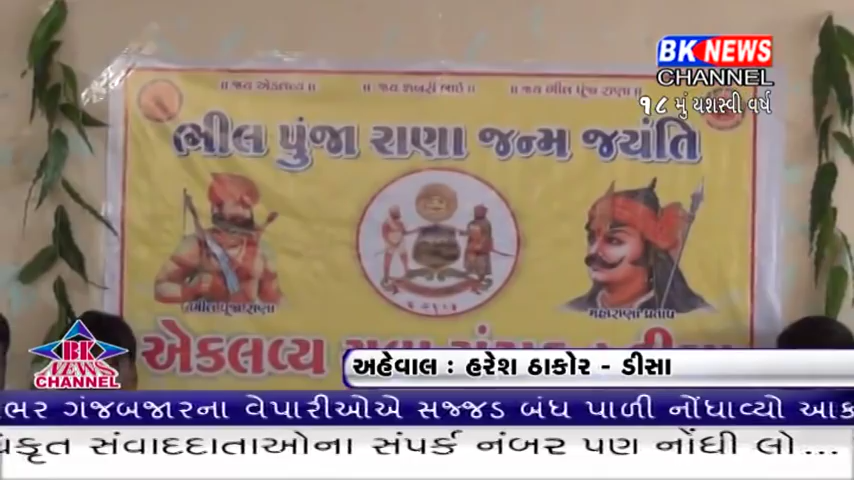 BK NEWS
CHANNEL
૧૮ મું યશસ્વી વર્ષ
॥ જય એકલવ્ય ॥ ॥ જય શબરી માઈ ॥ ॥ જય ભીલ પૂંજા રાણા ॥
ભીલ પુંજા રાણા જન્મ જયંતિ
ભીલ પૂંજા રાણા
મહારાણા પ્રતાપ
એકલવ્ય
BK
NEWS
CHANNEL
અહેવાલ : હરેશ ઠાકોર - ડીસા
ભર ગંજબજારના વેપારીઓએ સજ્જડ બંધ પાળી નોંધાવ્યો
ધિકૃત સંવાદદાતાઓના સંપર્ક નંબર પણ નોંધી લો...